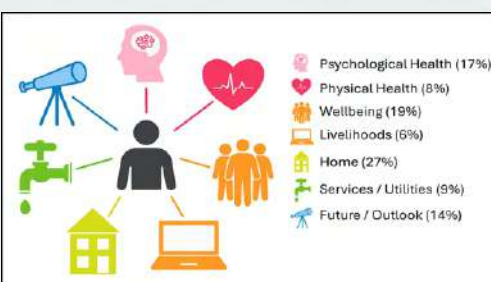 Psychological Health (17%)
Physical Health (8%)
Wellbeing (19%)
Livelihoods (6%)
Home (27%)
Services / Utilities (9%)
Future / Outlook (14%)